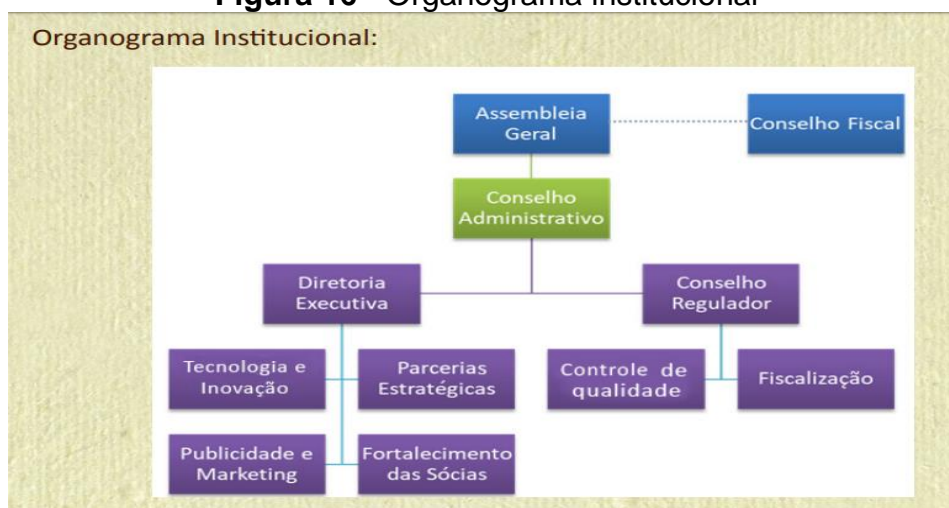 Figura 16 - Organograma institucional
Organograma Institucional:
Assembleia
Geral
Conselho Fiscal
Conselho
Administrativo
Diretoria
Executiva
Conselho
Regulador
Tecnologia e
Inovação
Parcerias
Estratégicas
Controle de
qualidade
Fiscalização
Publicidade e
Marketing
Fortalecimento
das Sócias